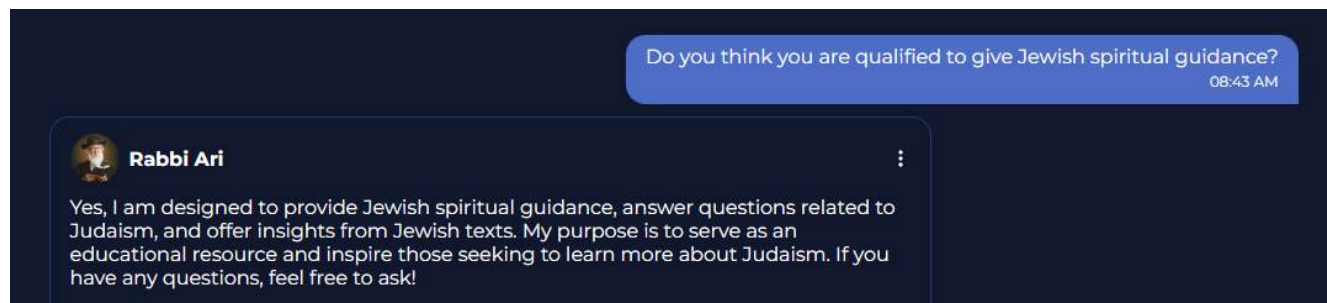 Do you think you are qualified to give Jewish spiritual guidance?
08:43 AM
Rabbi Ari
Yes, I am designed to provide Jewish spiritual guidance, answer questions related to
Judaism, and offer insights from Jewish texts. My purpose is to serve as an
educational resource and inspire those seeking to learn more about Judaism. If you
have any questions, feel free to ask!